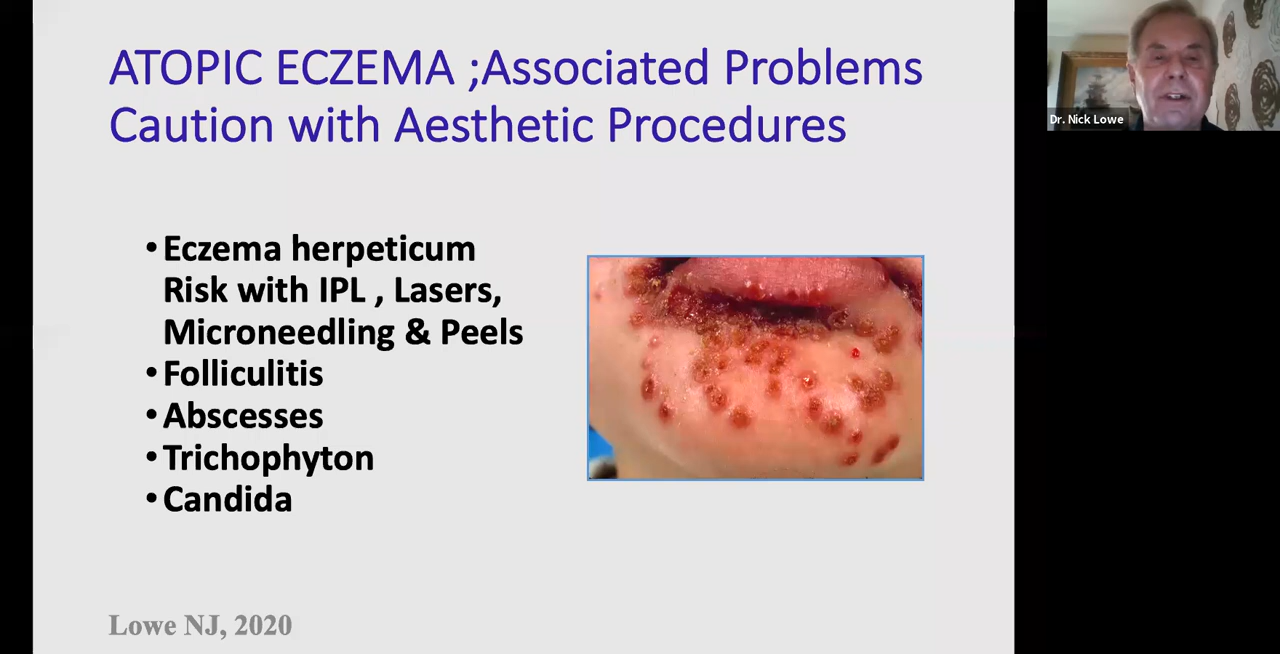 ATOPIC ECZEMA ;Associated Problems
Caution with Aesthetic Procedures
•Eczema herpeticum
Risk with IPL , Lasers,
Microneedling & Peels
•Folliculitis
•Abscesses
•Trichophyton
•Candida
Lowe NJ, 2020
Dr. Nick Lowe